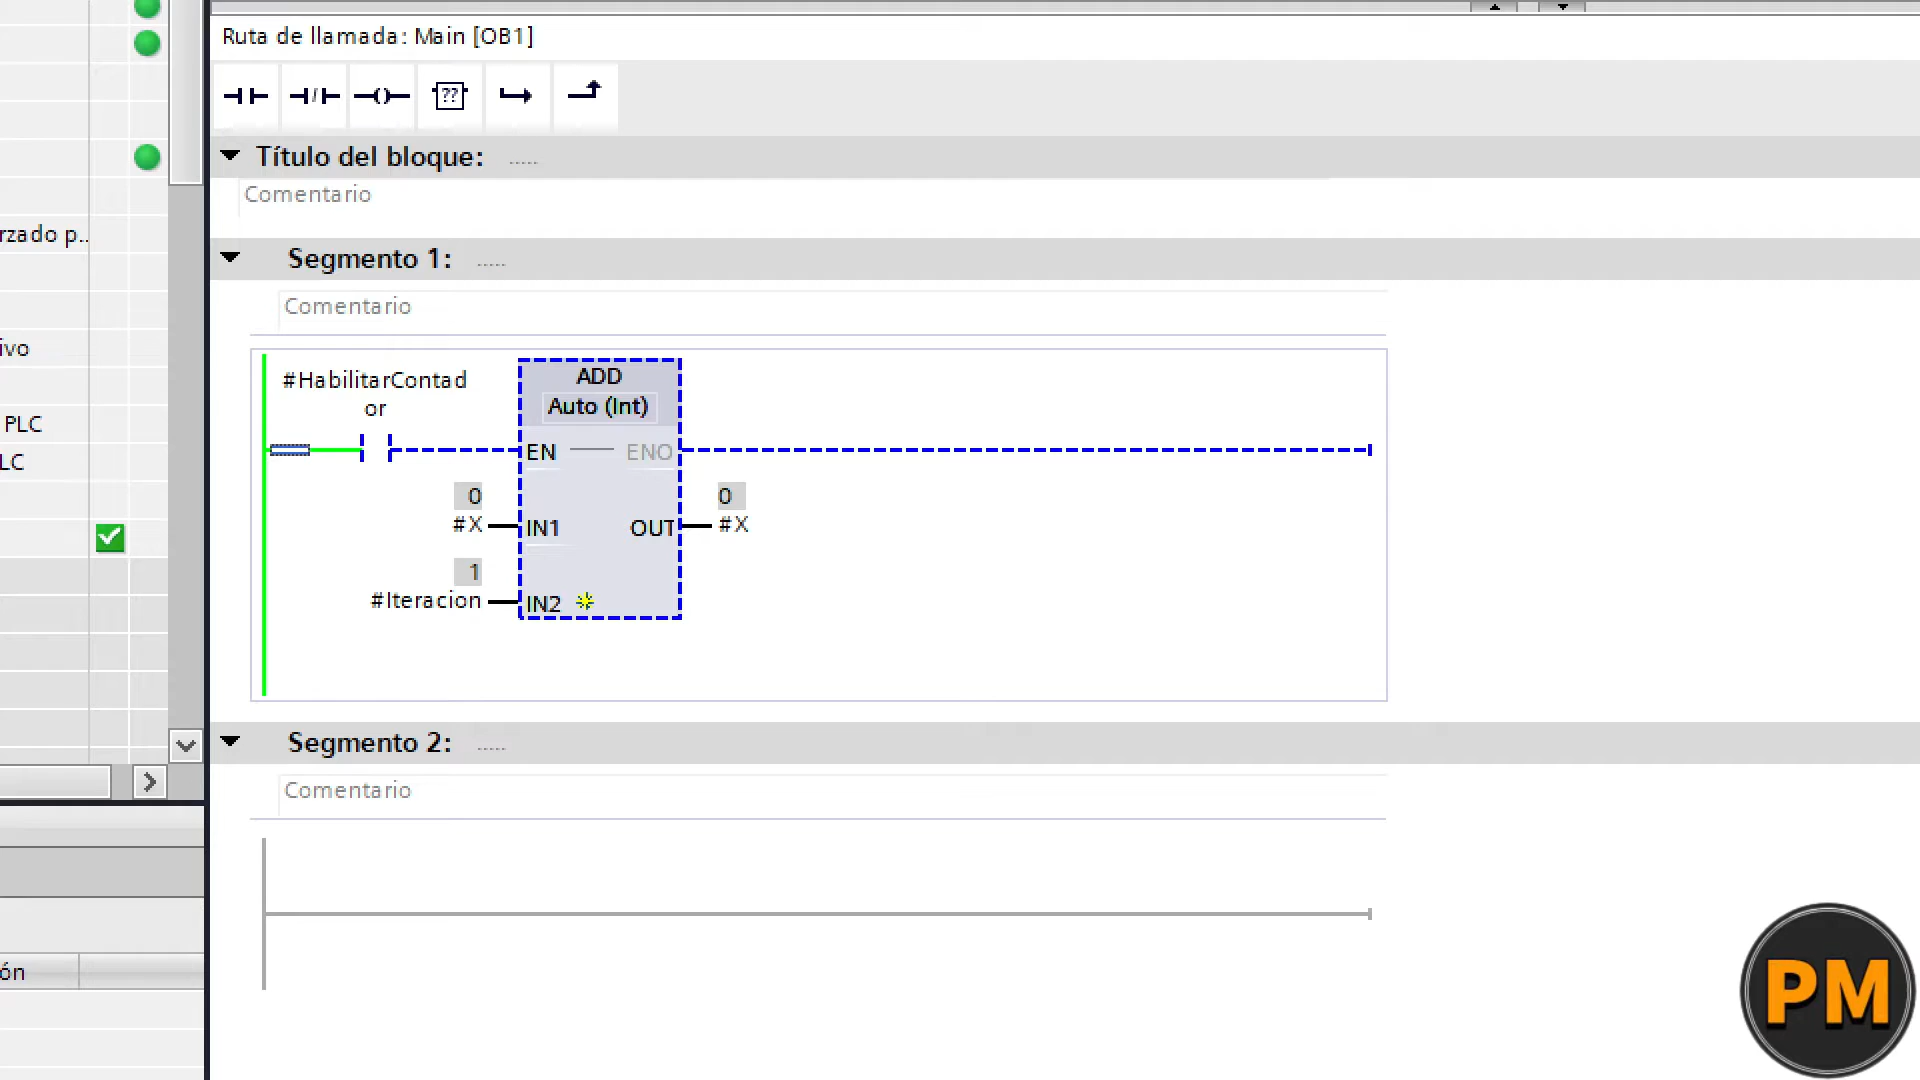 Ruta de llamada: Main [OB1]
??
Título del bloque: .....
Comentario
rzado p..
Segmento 1: .....
Comentario
ivo
#HabilitarContad
or
ADD
Auto (Int)
PLC
LC
EN ENO
0 0
#X IN1 OUT #X
1
#Iteracion IN2
Segmento 2: .....
Comentario
ón
PM